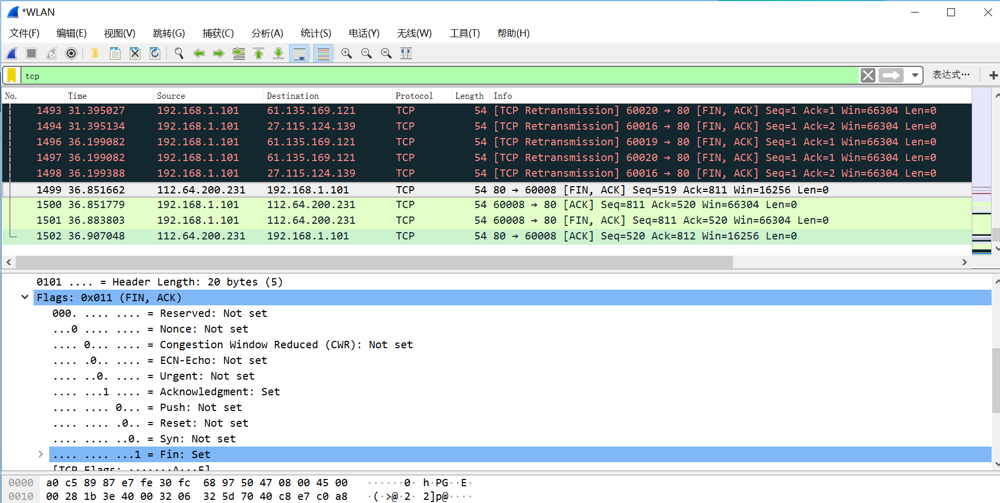 *WLAN
文件(F) 编辑(E) 视图(V) 跳转(G) 捕获(C) 分析(A) 统计(S) 电话(Y) 无线(W) 工具(T) 帮助(H)
tcp 表达式… +
No. Time Source Destination Protocol Length Info
1493 31.395027 192.168.1.101 61.135.169.121 TCP 54 [TCP Retransmission] 60020 → 80 [FIN, ACK] Seq=1 Ack=1 Win=66304 Len=0
1494 31.395134 192.168.1.101 27.115.124.139 TCP 54 [TCP Retransmission] 60016 → 80 [FIN, ACK] Seq=1 Ack=2 Win=66304 Len=0
1496 36.199082 192.168.1.101 61.135.169.121 TCP 54 [TCP Retransmission] 60019 → 80 [FIN, ACK] Seq=1 Ack=1 Win=66304 Len=0
1497 36.199082 192.168.1.101 61.135.169.121 TCP 54 [TCP Retransmission] 60020 → 80 [FIN, ACK] Seq=1 Ack=1 Win=66304 Len=0
1498 36.199388 192.168.1.101 27.115.124.139 TCP 54 [TCP Retransmission] 60016 → 80 [FIN, ACK] Seq=1 Ack=2 Win=66304 Len=0
1499 36.851662 112.64.200.231 192.168.1.101 TCP 54 80 → 60008 [FIN, ACK] Seq=519 Ack=811 Win=16256 Len=0
1500 36.851779 192.168.1.101 112.64.200.231 TCP 54 60008 → 80 [ACK] Seq=811 Ack=520 Win=66304 Len=0
1501 36.883803 192.168.1.101 112.64.200.231 TCP 54 60008 → 80 [FIN, ACK] Seq=811 Ack=520 Win=66304 Len=0
1502 36.907048 112.64.200.231 192.168.1.101 TCP 54 80 → 60008 [ACK] Seq=520 Ack=812 Win=16256 Len=0
0101 .... = Header Length: 20 bytes (5)
Flags: 0x011 (FIN, ACK)
000. .... .... = Reserved: Not set
...0 .... .... = Nonce: Not set
.... 0... .... = Congestion Window Reduced (CWR): Not set
.... .0.. .... = ECN-Echo: Not set
.... ..0. .... = Urgent: Not set
.... ...1 .... = Acknowledgment: Set
.... .... 0... = Push: Not set
.... .... .0.. = Reset: Not set
.... .... ..0. = Syn: Not set
.... .... ...1 = Fin: Set
[TCP Flags: ·······A···F]
0000 a0 c5 89 87 e7 fe 30 fc 68 97 50 47 08 00 45 00 ······0· h·PG··E·
0010 00 28 1b 3e 40 00 32 06 32 5d 70 40 c8 e7 c0 a8 ·(·>@·2· 2]p@····